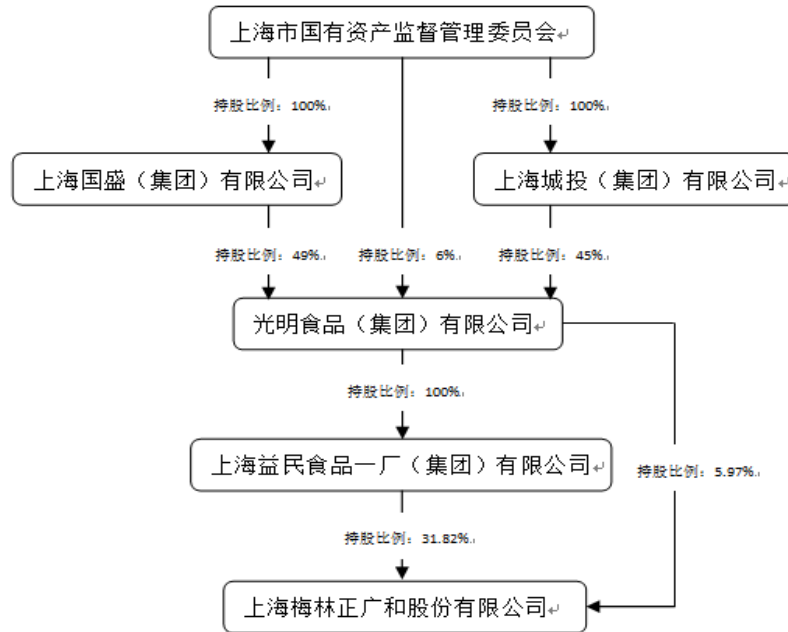 上海市国有资产监督管理委员会
持股比例：100%
持股比例：100%
上海国盛（集团）有限公司
上海城投（集团）有限公司
持股比例：49%
持股比例：6%
持股比例：45%
光明食品（集团）有限公司
持股比例：100%
上海益民食品一厂（集团）有限公司
持股比例：5.97%
持股比例：31.82%
上海梅林正广和股份有限公司